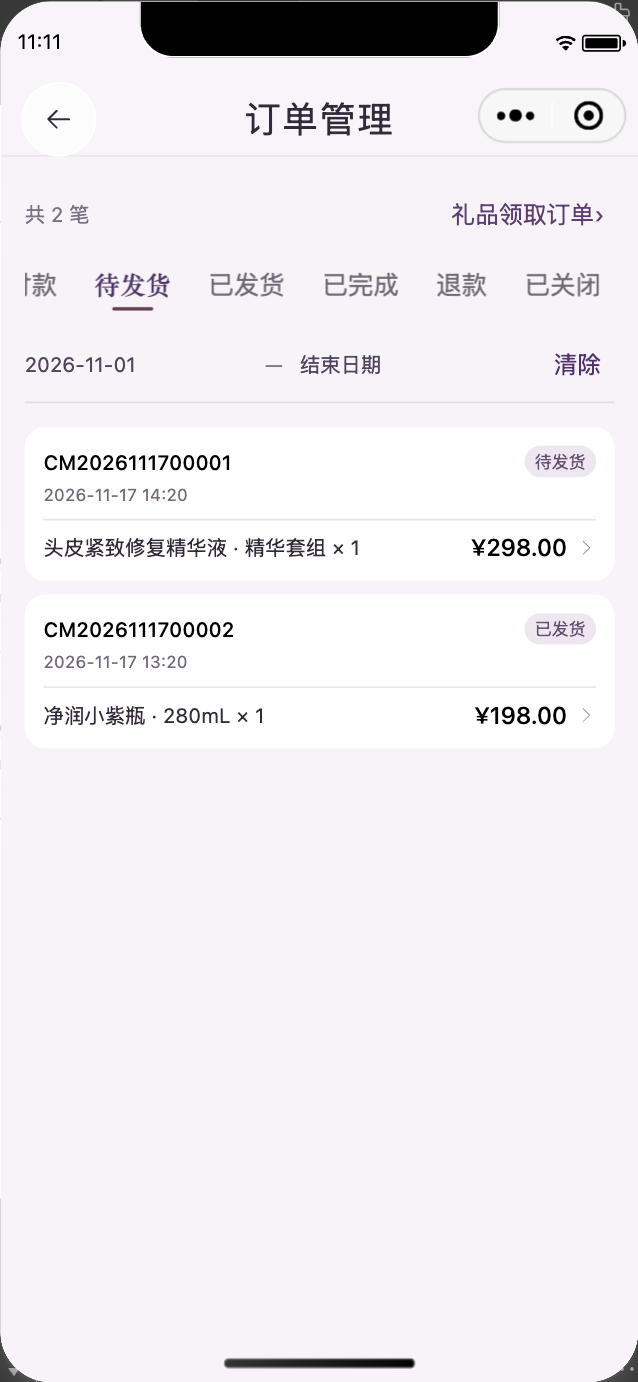 11:11
订单管理
共 2 笔
礼品领取订单›
款 待发货 已发货 已完成 退款 已关闭
2026-11-01 — 结束日期 清除
CM2026111700001 待发货
2026-11-17 14:20
头皮紧致修复精华液 · 精华套组 × 1 ¥298.00
CM2026111700002 已发货
2026-11-17 13:20
净润小紫瓶 · 280mL × 1 ¥198.00